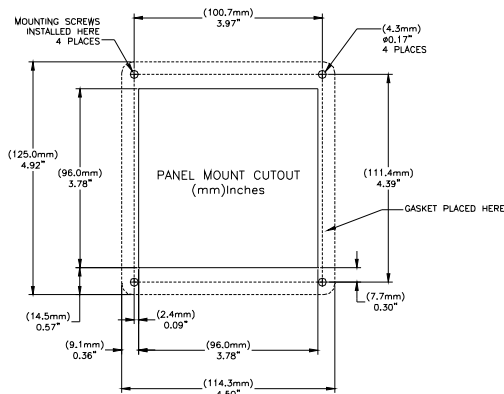 MOUNTING SCREWS
INSTALLED HERE
4 PLACES
(100.7mm)
3.97"
(4.3mm)
ø0.17"
4 PLACES
(125.0mm)
4.92"
(96.0mm)
3.78"
PANEL MOUNT CUTOUT
(mm)Inches
(111.4mm)
4.39"
GASKET PLACED HERE
(14.5mm)
0.57"
(2.4mm)
0.09"
(7.7mm)
0.30"
(9.1mm)
0.36"
(96.0mm)
3.78"
(114.3mm)
4.50"